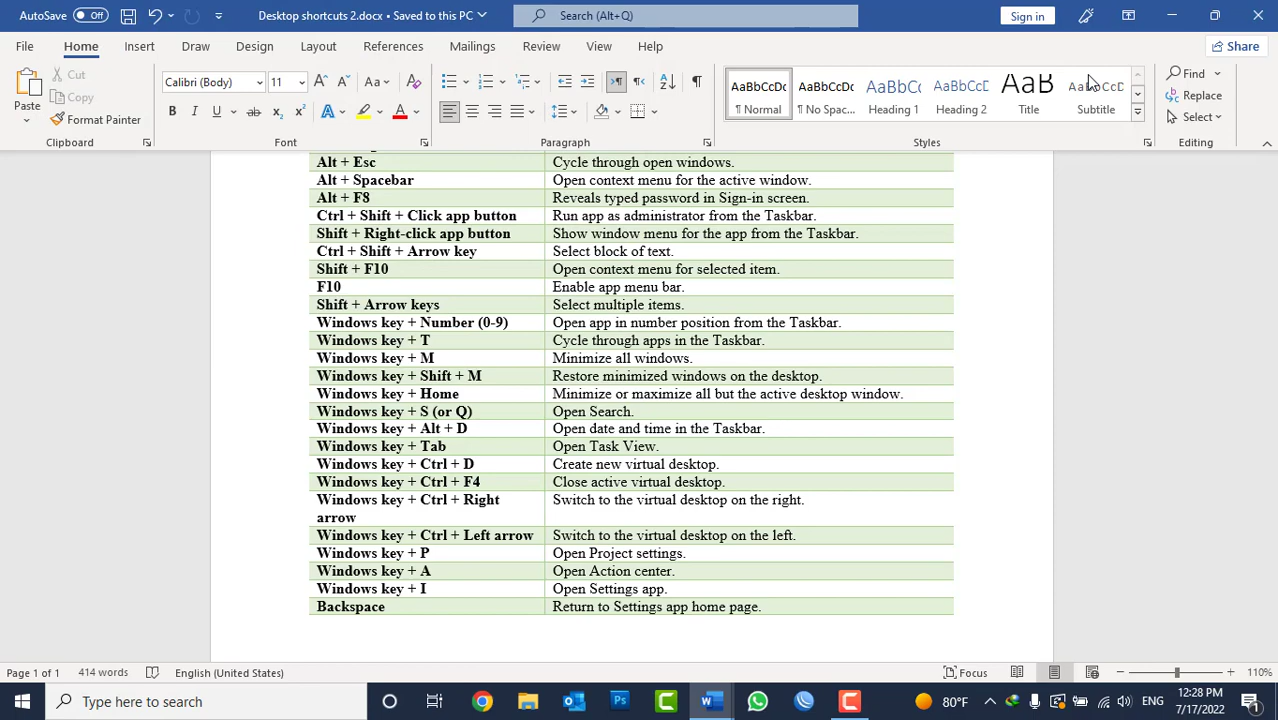 AutoSave Off Desktop shortcuts 2.docx • Saved to this PC Search (Alt+Q) Sign in
File Home Insert Draw Design Layout References Mailings Review View Help Share
Paste Cut Copy Format Painter
Clipboard
Calibri (Body) 11 Aa
B I U ab x₂ x² A A
Font
Paragraph
AaBbCcDc AaBbCcDc AaBbCc AaBbCcD AaB AaBbCcD
¶ Normal ¶ No Spac... Heading 1 Heading 2 Title Subtitle
Styles
Find
Replace
Select
Editing
Alt + Esc Cycle through open windows.
Alt + Spacebar Open context menu for the active window.
Alt + F8 Reveals typed password in Sign-in screen.
Ctrl + Shift + Click app button Run app as administrator from the Taskbar.
Shift + Right-click app button Show window menu for the app from the Taskbar.
Ctrl + Shift + Arrow key Select block of text.
Shift + F10 Open context menu for selected item.
F10 Enable app menu bar.
Shift + Arrow keys Select multiple items.
Windows key + Number (0-9) Open app in number position from the Taskbar.
Windows key + T Cycle through apps in the Taskbar.
Windows key + M Minimize all windows.
Windows key + Shift + M Restore minimized windows on the desktop.
Windows key + Home Minimize or maximize all but the active desktop window.
Windows key + S (or Q) Open Search.
Windows key + Alt + D Open date and time in the Taskbar.
Windows key + Tab Open Task View.
Windows key + Ctrl + D Create new virtual desktop.
Windows key + Ctrl + F4 Close active virtual desktop.
Windows key + Ctrl + Right Switch to the virtual desktop on the right.
arrow
Windows key + Ctrl + Left arrow Switch to the virtual desktop on the left.
Windows key + P Open Project settings.
Windows key + A Open Action center.
Windows key + I Open Settings app.
Backspace Return to Settings app home page.
Page 1 of 1 414 words English (United States) Focus 110%
Type here to search 80°F ENG 12:28 PM
7/17/2022